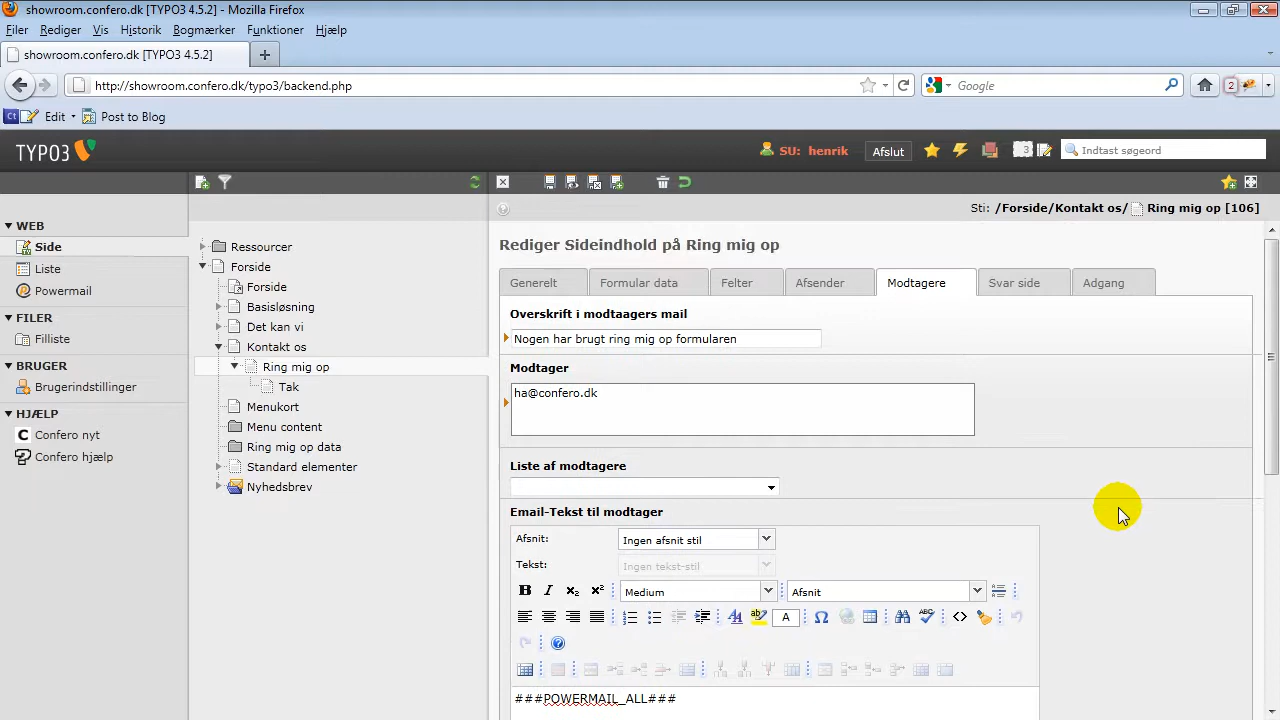 showroom.confero.dk [TYPO3 4.5.2] - Mozilla Firefox
Filer Rediger Vis Historik Bogmærker Funktioner Hjælp
showroom.confero.dk [TYPO3 4.5.2]
http://showroom.confero.dk/typo3/backend.php
Google
2
Ct Edit Post to Blog
TYPO3
SU: henrik
Afslut
3
Indtast søgeord
Sti: /Forside/Kontakt os/ Ring mig op [106]
WEB
Side
Liste
Powermail
FILER
Filliste
BRUGER
Brugerindstillinger
HJÆLP
Confero nyt
Confero hjælp
Ressourcer
Forside
Forside
Basisløsning
Det kan vi
Kontakt os
Ring mig op
Tak
Menukort
Menu content
Ring mig op data
Standard elementer
Nyhedsbrev
Rediger Sideindhold på Ring mig op
Generelt Formular data Felter Afsender Modtagere Svar side Adgang
Overskrift i modtaagers mail
Nogen har brugt ring mig op formularen
Modtager
ha@confero.dk
Liste af modtagere
Email-Tekst til modtager
Afsnit: Ingen afsnit stil
Tekst: Ingen tekst-stil
Medium Afsnit
###POWERMAIL_ALL###